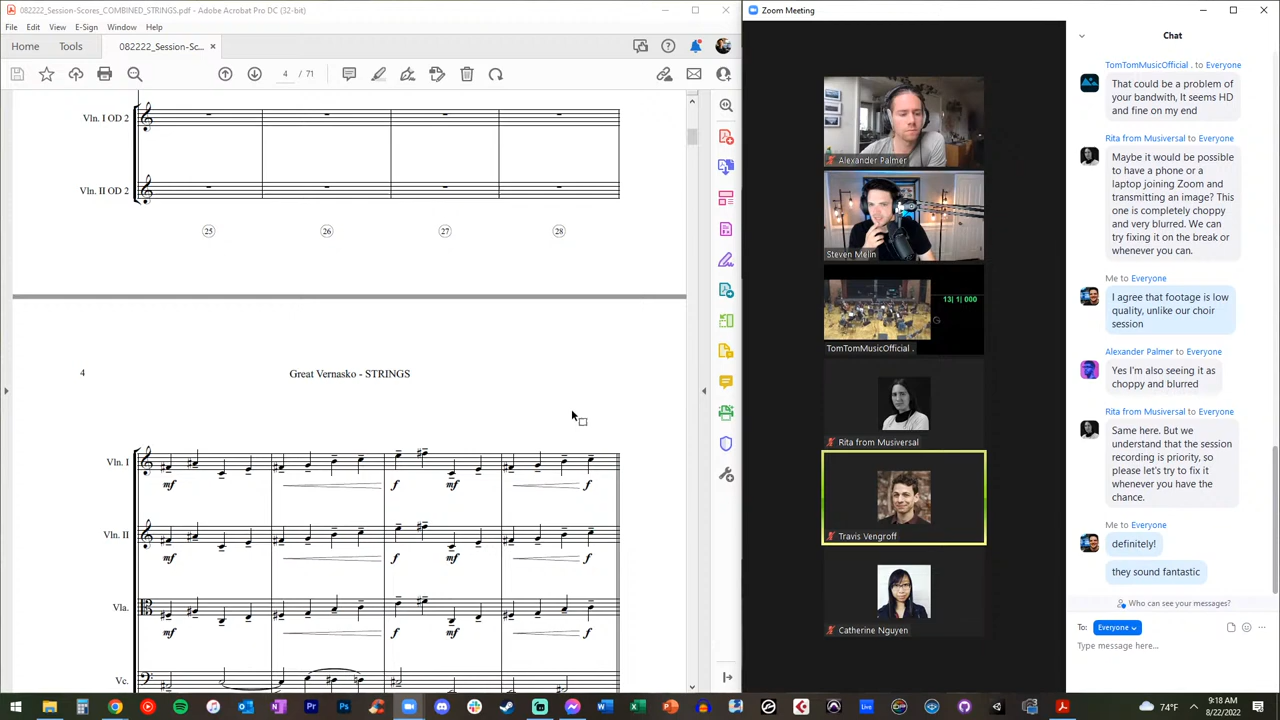 082222_Session-Scores_COMBINED_STRINGS.pdf - Adobe Acrobat Pro DC (32-bit)
File Edit View E-Sign Window Help
Home Tools 082222_Session-Sc... ×
4 / 71
Vln. I OD 2
Vln. II OD 2
25 26 27 28
4 Great Vernasko - STRINGS
Vln. I
mf f mf f
Vln. II
mf f mf f
Vla.
mf f mf f
Vc.
Zoom Meeting
Alexander Palmer
Steven Melin
13| 1| 000
TomTomMusicOfficial .
Rita from Musiversal
Travis Vengroff
Catherine Nguyen
Chat
TomTomMusicOfficial . to Everyone
That could be a problem of
your bandwith, It seems HD
and fine on my end
Rita from Musiversal to Everyone
Maybe it would be possible
to have a phone or a
laptop joining Zoom and
transmitting an image? This
one is completely choppy
and very blurred. We can
try fixing it on the break or
whenever you can.
Me to Everyone
I agree that footage is low
quality, unlike our choir
session
Alexander Palmer to Everyone
Yes I'm also seeing it as
choppy and blurred
Rita from Musiversal to Everyone
Same here. But we
understand that the session
recording is priority, so
please let's try to fix it
whenever you have the
chance.
Me to Everyone
definitely!
they sound fantastic
Who can see your messages?
To: Everyone
Type message here...
Pr Ps Live
74°F
9:18 AM
8/22/2022